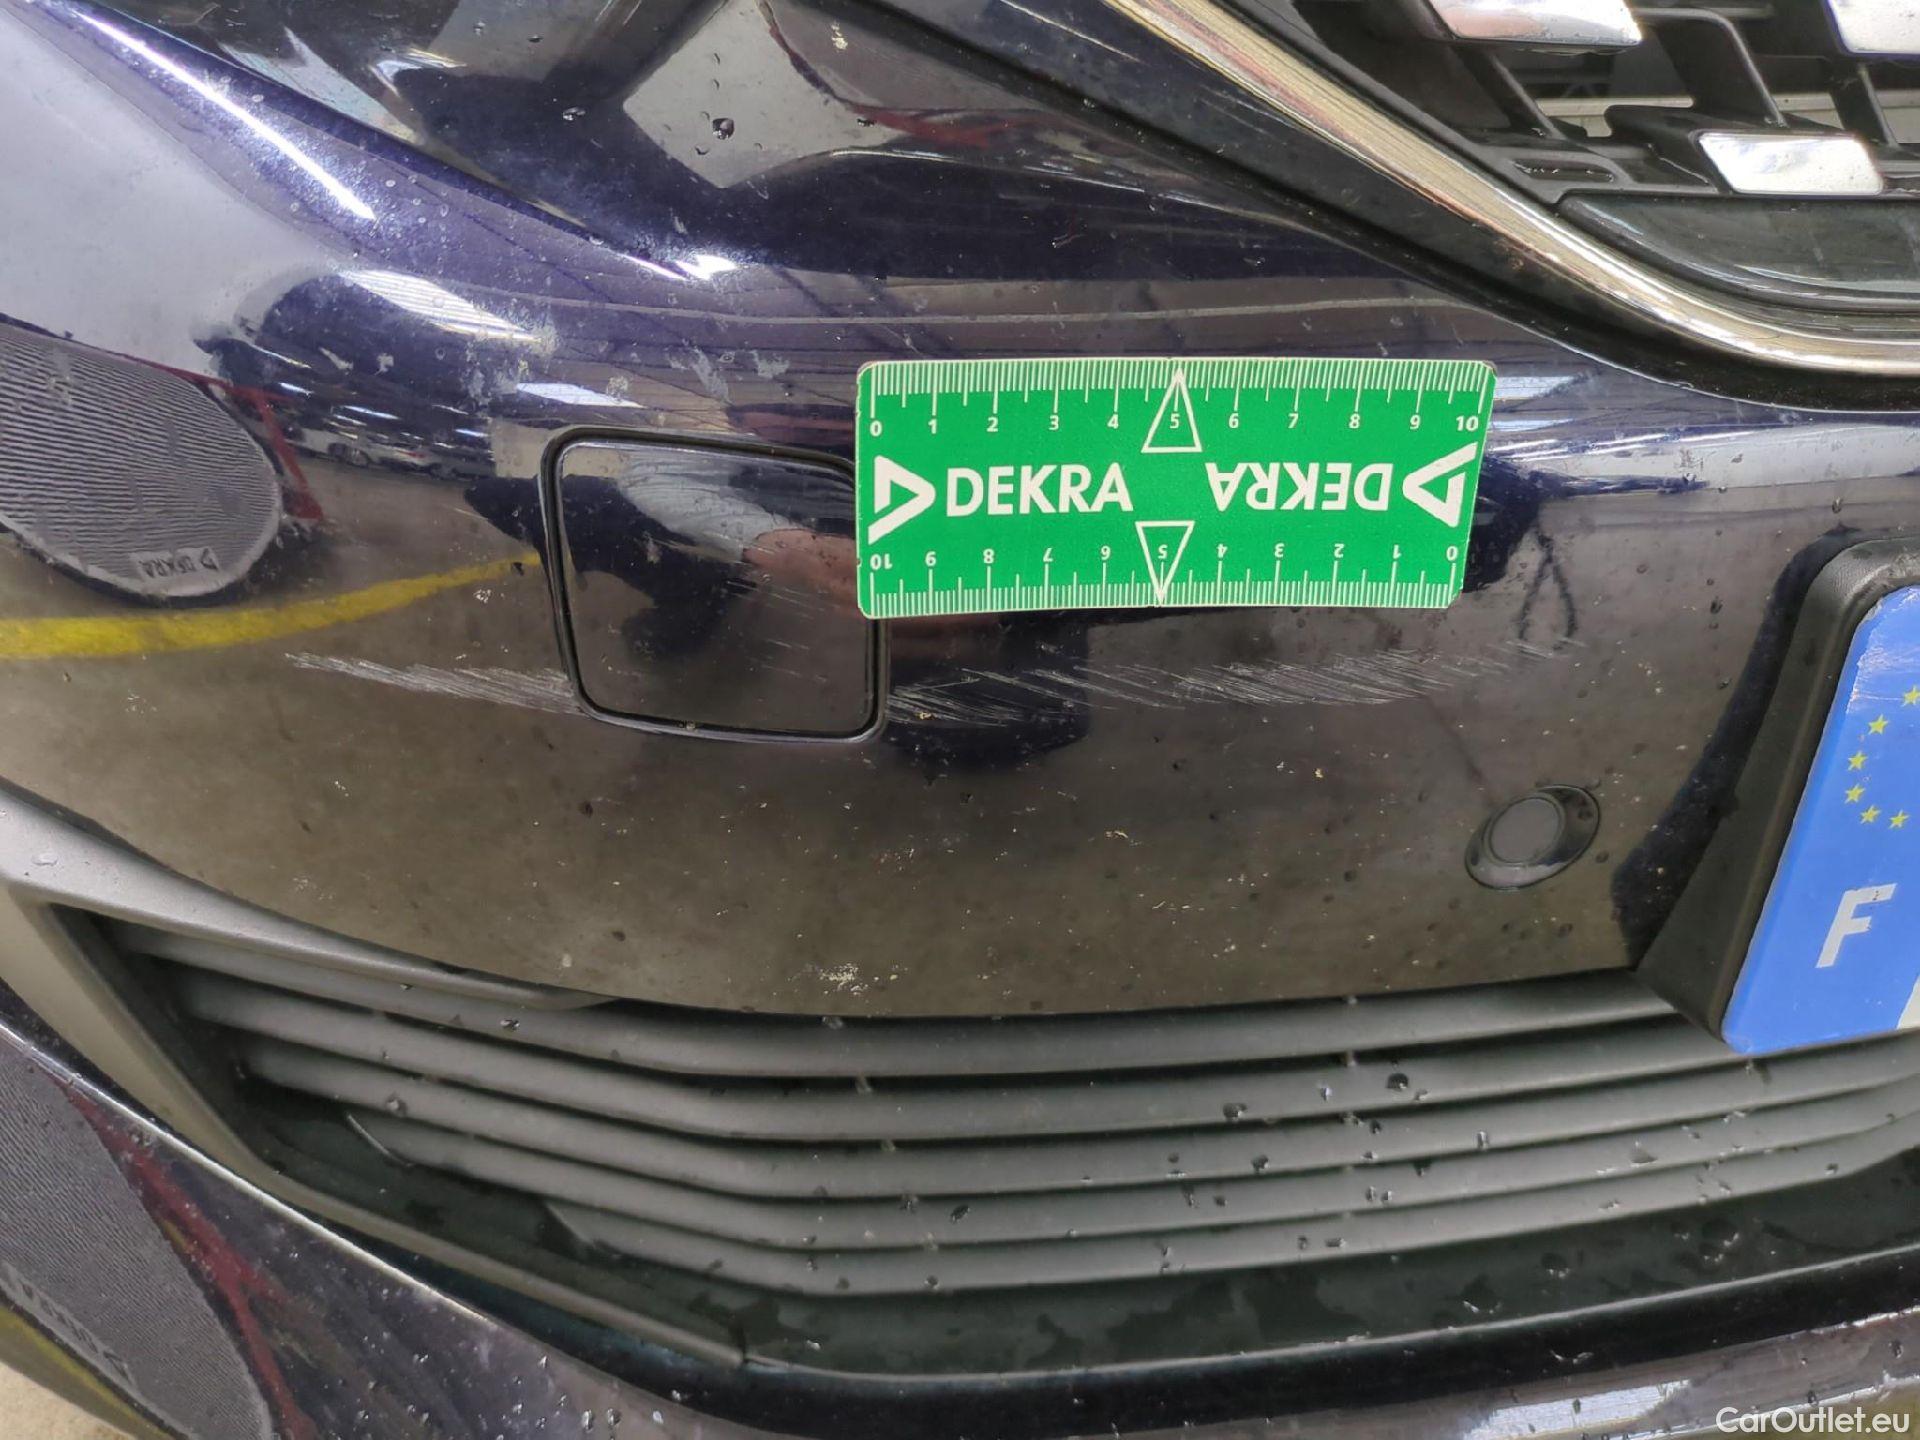 0 1 2 3 4 5 6 7 8 9 10
DEKRA DEKRA
10 9 8 7 6 5 4 3 2 1 0
DEKRA
F
CarOutlet.eu